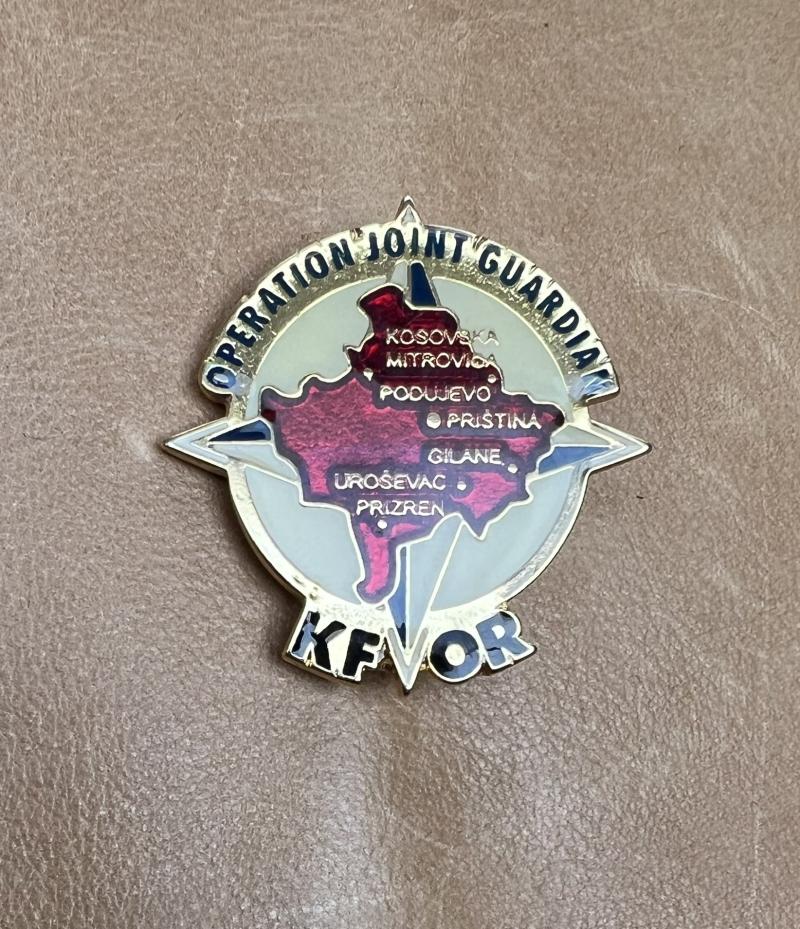 OPERATION JOINT GUARDIAN
KOSOVSKA
MITROVICA
PODUJEVO
PRIŠTINA
GILANE
UROŠEVAC
PRIZREN
KFOR